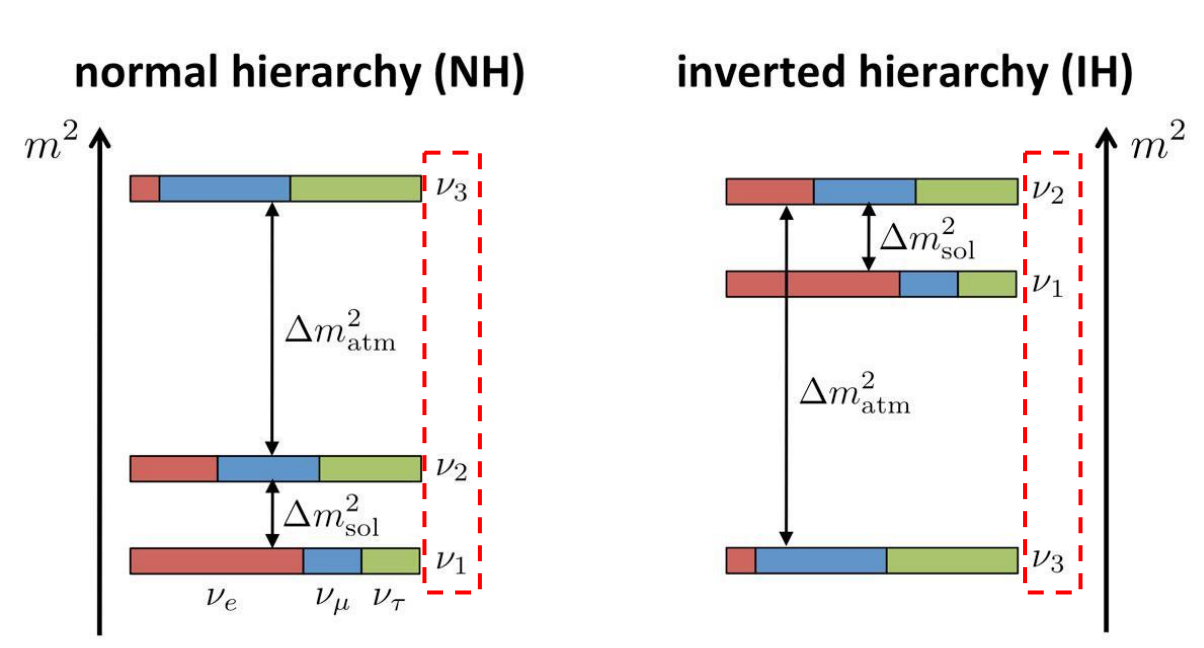 normal hierarchy (NH)
m²
ν₃
Δm²atm
ν₂
Δm²sol
ν₁
νₑ νμ ντ
inverted hierarchy (IH)
m²
ν₂
Δm²sol
ν₁
Δm²atm
ν₃